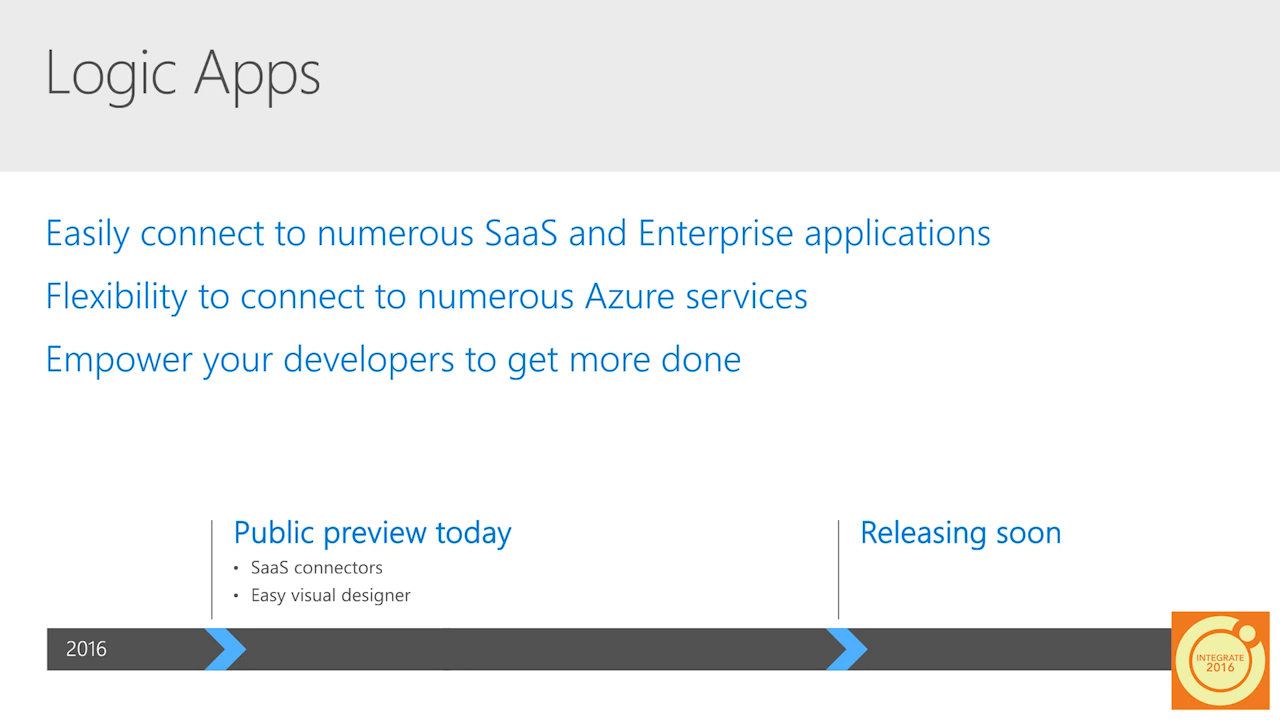 Logic Apps
Easily connect to numerous SaaS and Enterprise applications
Flexibility to connect to numerous Azure services
Empower your developers to get more done
Public preview today
• SaaS connectors
• Easy visual designer
Releasing soon
2016
INTEGRATE
2016